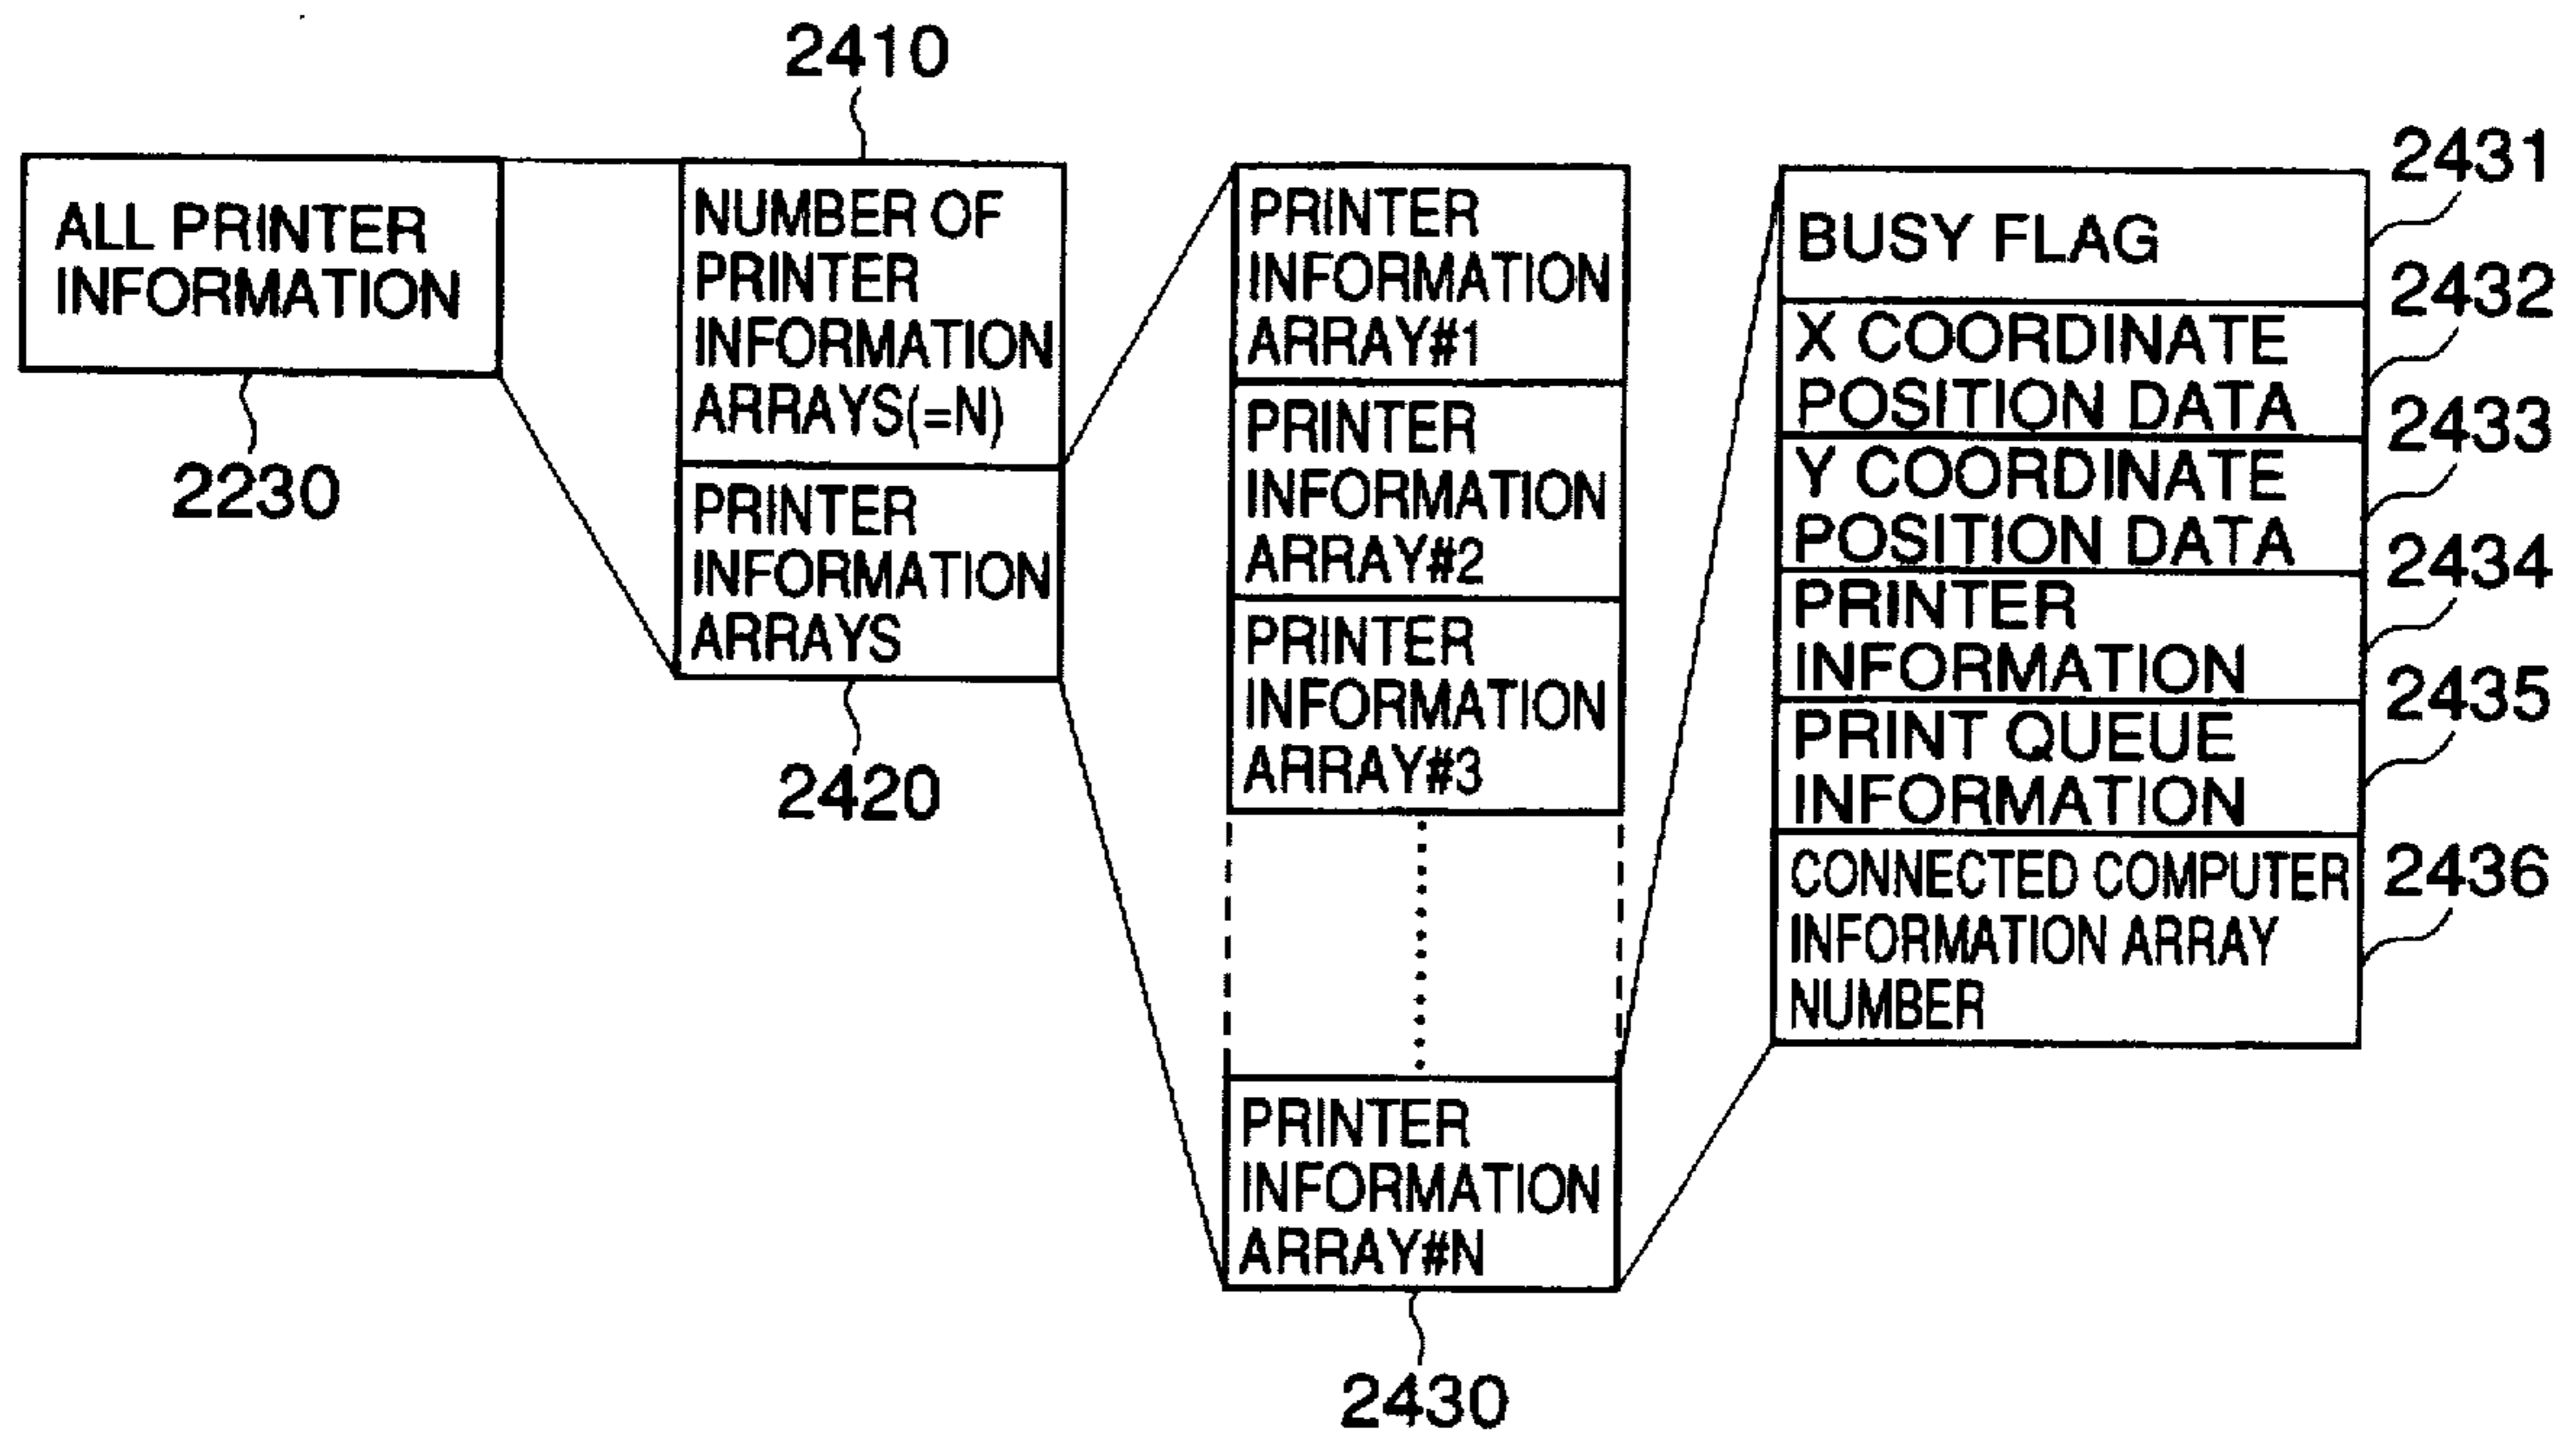 2410
ALL PRINTER
INFORMATION
2230
NUMBER OF
PRINTER
INFORMATION
ARRAYS(=N)
PRINTER
INFORMATION
ARRAYS
2420
PRINTER
INFORMATION
ARRAY#1
PRINTER
INFORMATION
ARRAY#2
PRINTER
INFORMATION
ARRAY#3
PRINTER
INFORMATION
ARRAY#N
2430
BUSY FLAG
2431
X COORDINATE
POSITION DATA
2432
Y COORDINATE
POSITION DATA
2433
PRINTER
INFORMATION
2434
PRINT QUEUE
INFORMATION
2435
CONNECTED COMPUTER
INFORMATION ARRAY
NUMBER
2436